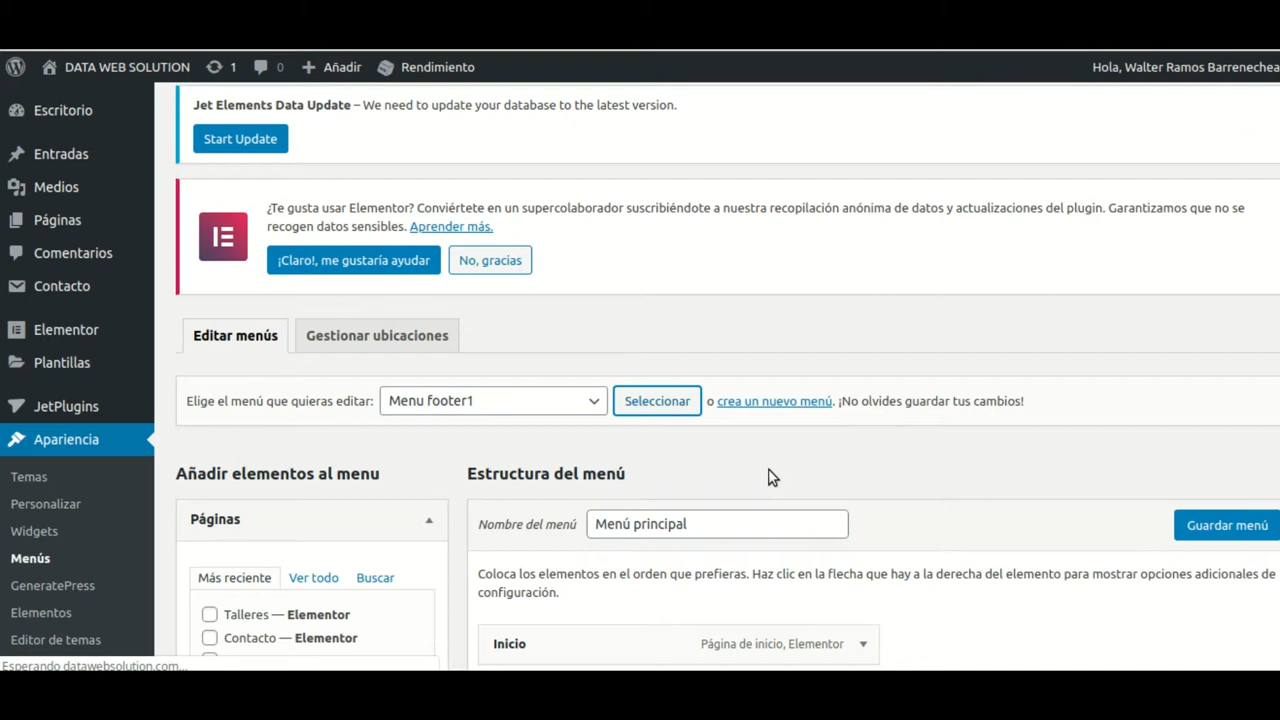 DATA WEB SOLUTION 1 0 Añadir Rendimiento Hola, Walter Ramos Barrenechea
Escritorio
Entradas
Medios
Páginas
Comentarios
Contacto
Elementor
Plantillas
JetPlugins
Apariencia
Temas
Personalizar
Widgets
Menús
GeneratePress
Elementos
Editor de temas
Jet Elements Data Update – We need to update your database to the latest version.
Start Update
¿Te gusta usar Elementor? Conviértete en un supercolaborador suscribiéndote a nuestra recopilación anónima de datos y actualizaciones del plugin. Garantizamos que no se
recogen datos sensibles. Aprender más.
¡Claro!, me gustaría ayudar No, gracias
Editar menús Gestionar ubicaciones
Elige el menú que quieras editar: Menu footer1 Seleccionar o crea un nuevo menú. ¡No olvides guardar tus cambios!
Añadir elementos al menu
Páginas
Más reciente Ver todo Buscar
Talleres — Elementor
Contacto — Elementor
Estructura del menú
Nombre del menú Menú principal Guardar menú
Coloca los elementos en el orden que prefieras. Haz clic en la flecha que hay a la derecha del elemento para mostrar opciones adicionales de
configuración.
Inicio Página de inicio, Elementor
Esperando datawebsolution.com...